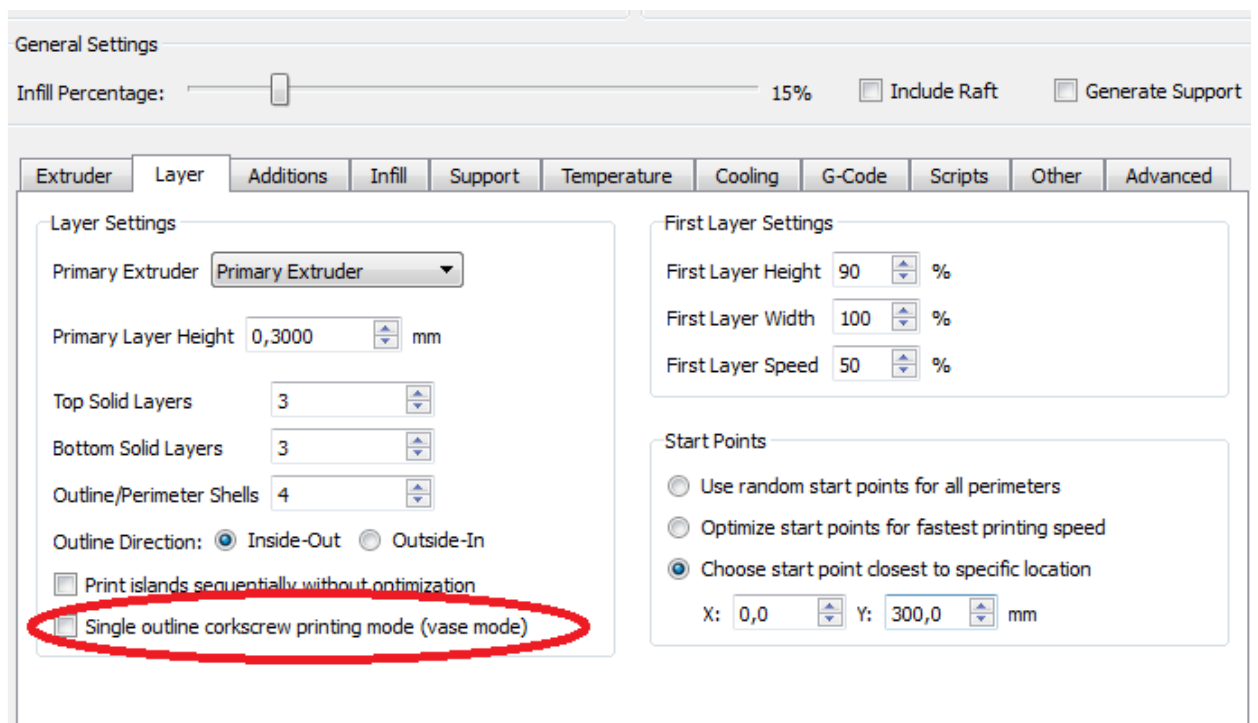 General Settings
Infill Percentage: 15% Include Raft Generate Support
Extruder Layer Additions Infill Support Temperature Cooling G-Code Scripts Other Advanced
Layer Settings
Primary Extruder Primary Extruder
Primary Layer Height 0,3000 mm
Top Solid Layers 3
Bottom Solid Layers 3
Outline/Perimeter Shells 4
Outline Direction: Inside-Out Outside-In
Print islands sequentially without optimization
Single outline corkscrew printing mode (vase mode)
First Layer Settings
First Layer Height 90 %
First Layer Width 100 %
First Layer Speed 50 %
Start Points
Use random start points for all perimeters
Optimize start points for fastest printing speed
Choose start point closest to specific location
X: 0,0 Y: 300,0 mm